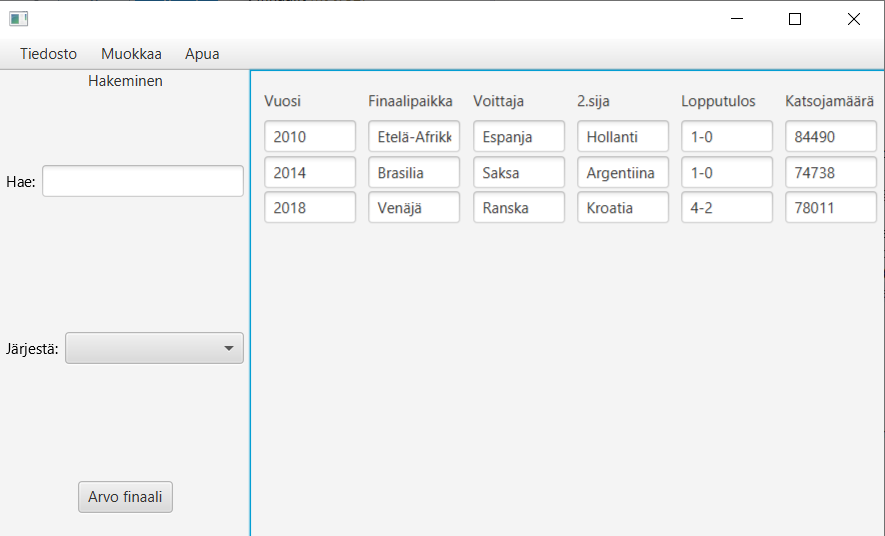 Tiedosto Muokkaa Apua
Hakeminen
Hae:
Järjestä:
Arvo finaali
Vuosi Finaalipaikka Voittaja 2.sija Lopputulos Katsojamäärä
2010 Etelä-Afrikk Espanja Hollanti 1-0 84490
2014 Brasilia Saksa Argentiina 1-0 74738
2018 Venäjä Ranska Kroatia 4-2 78011